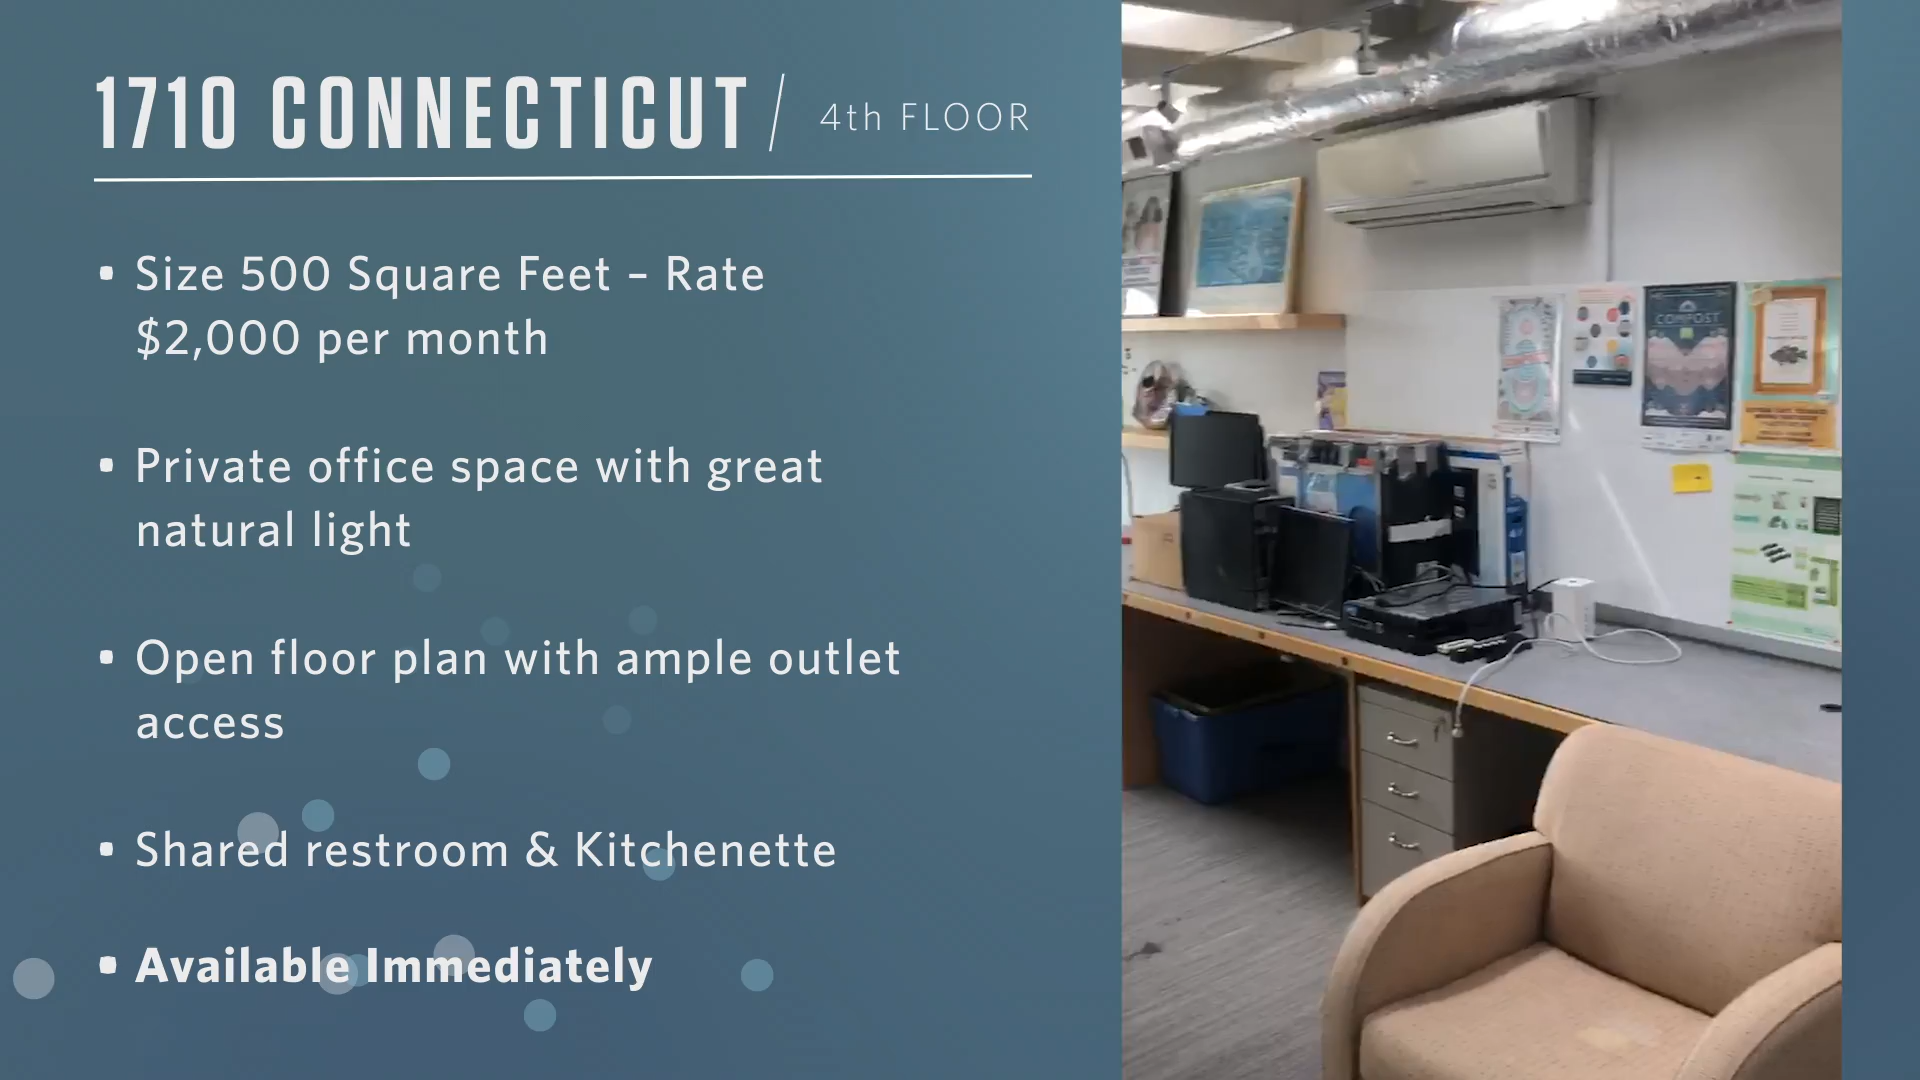 1710 CONNECTICUT / 4th FLOOR
• Size 500 Square Feet – Rate
$2,000 per month
• Private office space with great
natural light
• Open floor plan with ample outlet
access
• Shared restroom & Kitchenette
• Available Immediately
COMPOST